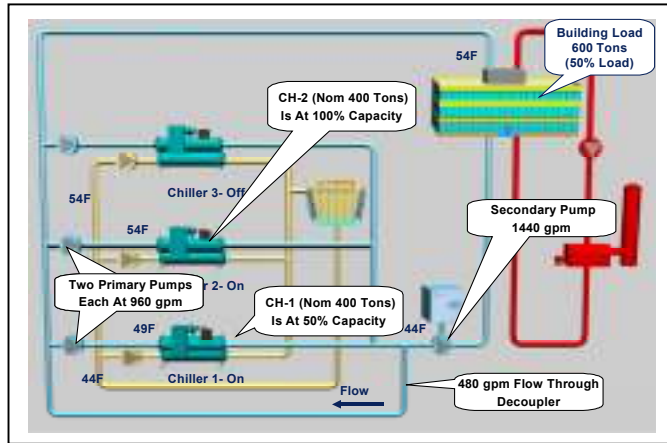 Building Load
600 Tons
(50% Load)
54F
CH-2 (Nom 400 Tons)
Is At 100% Capacity
54F
Chiller 3- Off
54F
Secondary Pump
1440 gpm
Two Primary Pumps
Each At 960 gpm
2- On
CH-1 (Nom 400 Tons)
Is At 50% Capacity
49F
44F
44F
Chiller 1- On
Flow
480 gpm Flow Through
Decoupler